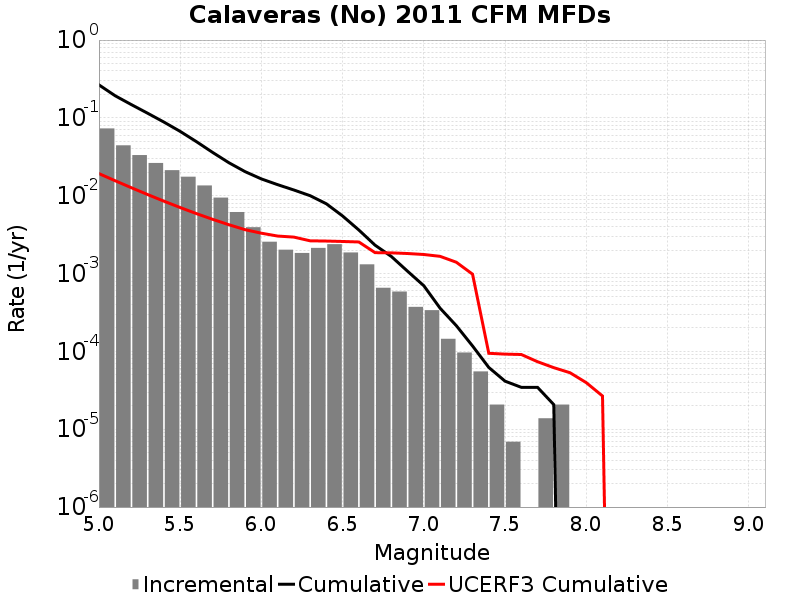 Calaveras (No) 2011 CFM MFDs
10^0
10^-1
10^-2
10^-3
10^-4
10^-5
10^-6
Rate (1/yr)
5.0 5.5 6.0 6.5 7.0 7.5 8.0 8.5 9.0
Magnitude
Incremental Cumulative UCERF3 Cumulative